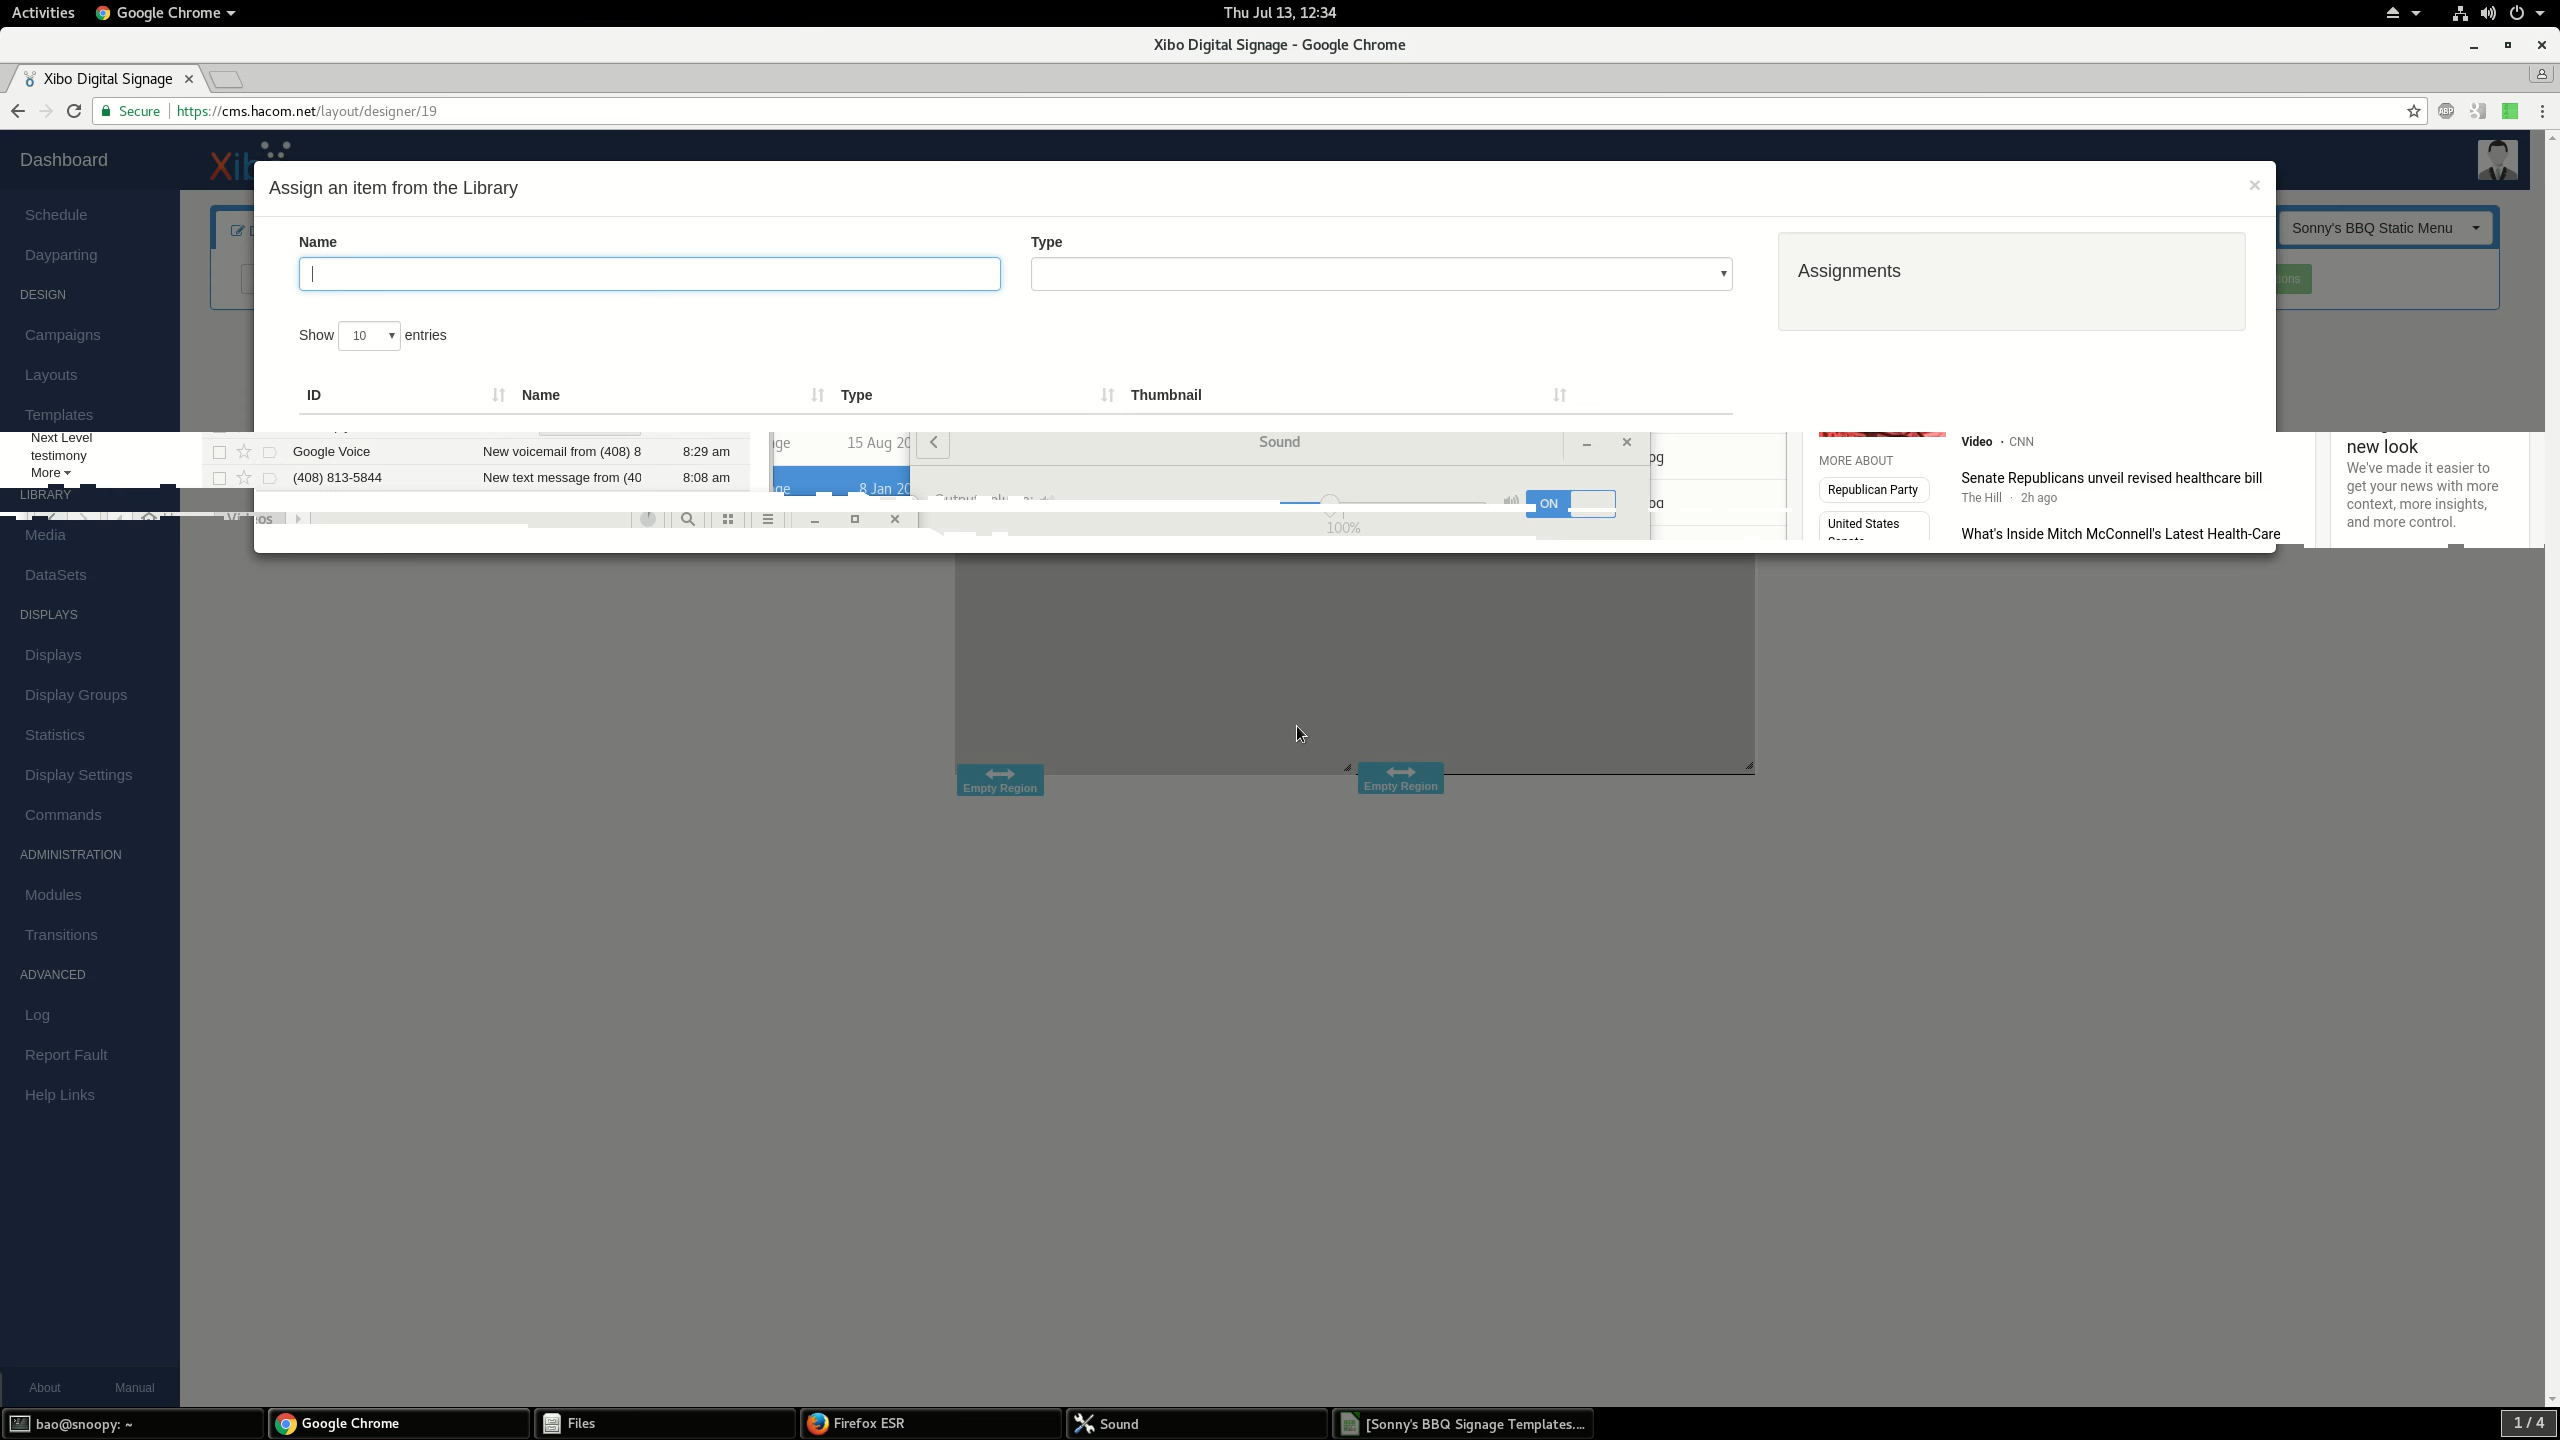 Activities Google Chrome Thu Jul 13, 12:34
Xibo Digital Signage - Google Chrome
Xibo Digital Signage
Secure https://cms.hacom.net/layout/designer/19
Dashboard
Assign an item from the Library
Schedule
Sonny's BBQ Static Menu
Name Type
Dayparting
Assignments
DESIGN
Campaigns
Show 10 entries
Layouts
ID Name Type Thumbnail
Templates
Next Level
testimony
More
Google Voice New voicemail from (408) 8 8:29 am
(408) 813-5844 New text message from (40 8:08 am
15 Aug 20
8 Jan 20
Sound
ON
100%
Video · CNN
MORE ABOUT
Senate Republicans unveil revised healthcare bill
Republican Party
The Hill · 2h ago
United States
What's Inside Mitch McConnell's Latest Health-Care
new look
We've made it easier to
get your news with more
context, more insights,
and more control.
LIBRARY
Videos
Media
DataSets
DISPLAYS
Displays
Display Groups
Statistics
Display Settings
Empty Region Empty Region
Commands
ADMINISTRATION
Modules
Transitions
ADVANCED
Log
Report Fault
Help Links
About Manual
bao@snoopy: ~ Google Chrome Files Firefox ESR Sound [Sonny's BBQ Signage Templates.... 1 / 4